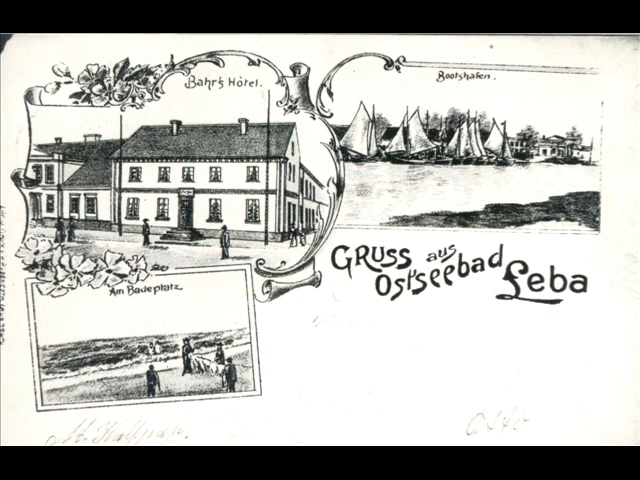 Bahr's Hôtel.
Bootshafen.
GRUSS aus
Ostseebad
Leba
Am Badeplatz